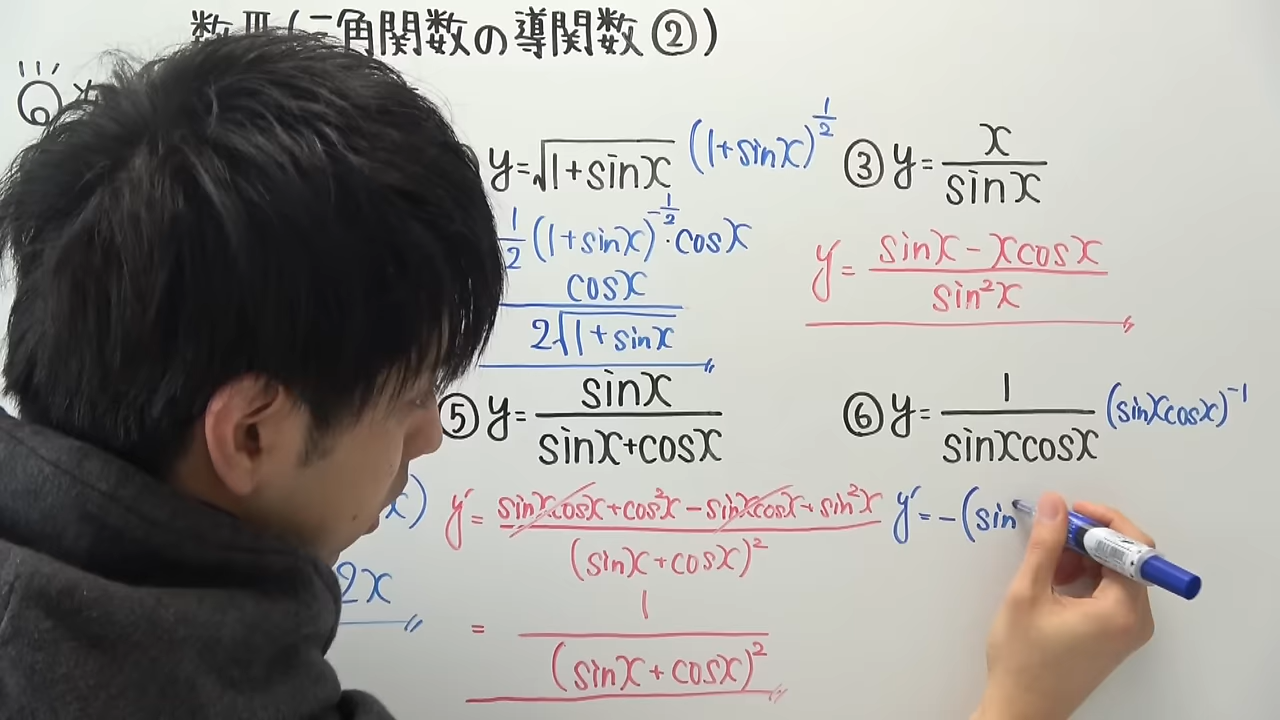 数Ⅲ(三角関数の導関数②)
y=√(1+sinx) (1+sinx)^{1/2}
1/2(1+sinx)^{-1/2}・cosx
cosx/(2√(1+sinx))
③ y=x/sinx
y'=(sinx-xcosx)/sin²x
⑤ y=sinx/(sinx+cosx)
y'=(sinxcosx+cos²x-sinxcosx+sin²x)/(sinx+cosx)²
=1/(sinx+cosx)²
x)
2x
⑥ y=1/(sinxcosx) (sinxcosx)^{-1}
y'=-(sin